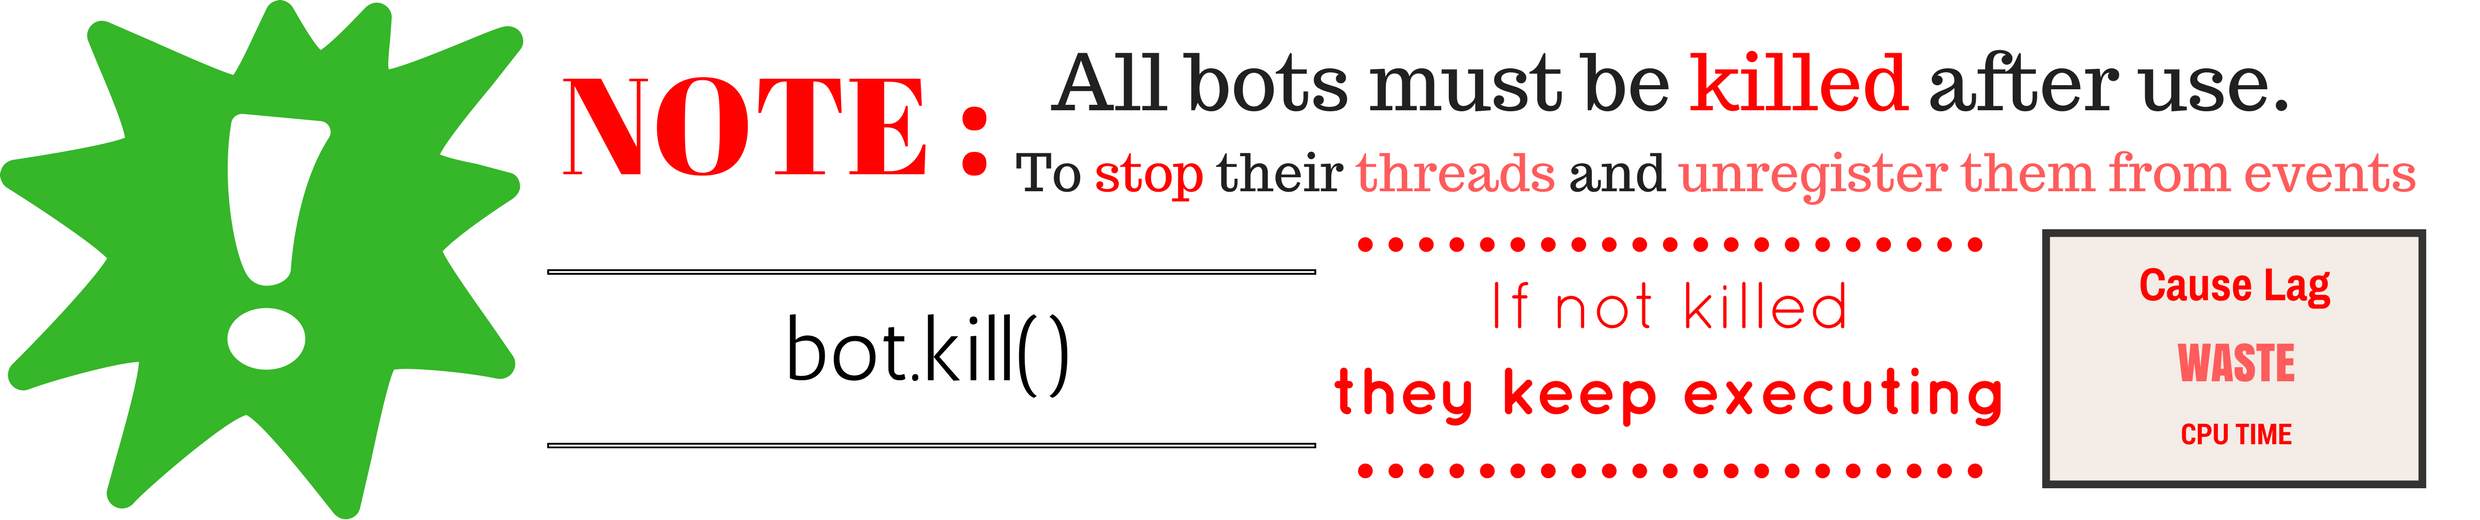 !
NOTE :
All bots must be killed after use.
To stop their threads and unregister them from events
bot.kill()
If not killed
they keep executing
Cause Lag
WASTE
CPU TIME